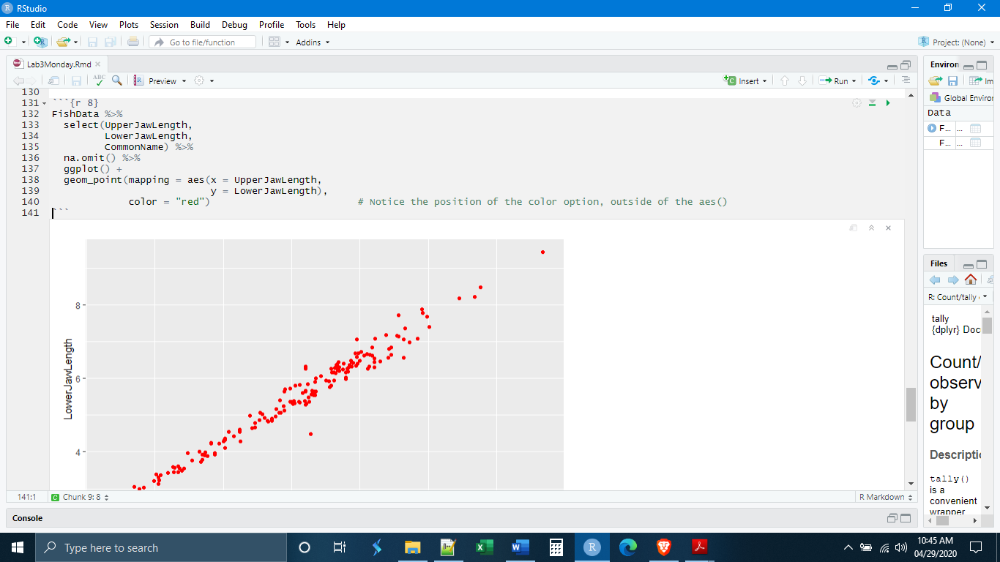 RStudio
File Edit Code View Plots Session Build Debug Profile Tools Help
Go to file/function Addins Project: (None)
Lab3Monday.Rmd
ABC Preview Insert Run
130
131 ```{r 8}
132 FishData %>%
133   select(UpperJawLength,
134          LowerJawLength,
135          CommonName) %>%
136   na.omit() %>%
137   ggplot() +
138   geom_point(mapping = aes(x = UpperJawLength,
139                            y = LowerJawLength),
140              color = "red") # Notice the position of the color option, outside of the aes()
141 ```
8
6
4
LowerJawLength
141:1 Chunk 9: 8 R Markdown
Console
Environ
Im
Global Enviror
Data
F... ...
F... ...
Files
R: Count/tally
tally
{dplyr} Doc
Count/
observ
by
group
Descriptio
tally()
is a
convenient
wrapper
Type here to search
10:45 AM
04/29/2020